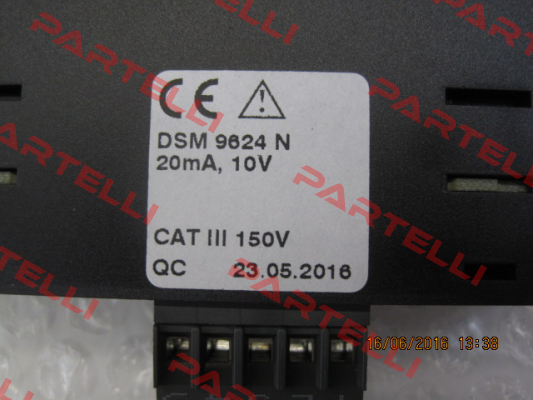 PARTELLI PARTELLI PARTELLI
CE
DSM 9624 N
20mA, 10V
CAT III 150V
QC 23.05.2016
PARTELLI PARTELLI
16/06/2016 13:38